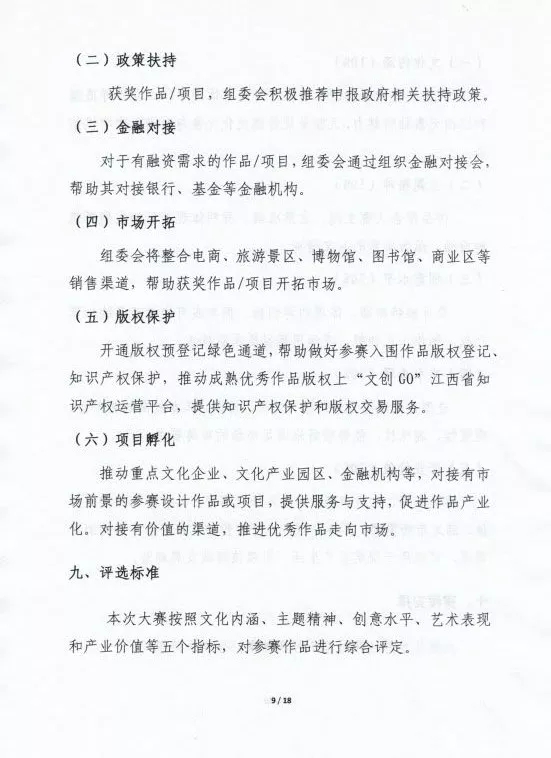 （二）政策扶持
获奖作品/项目，组委会积极推荐申报政府相关扶持政策。
（三）金融对接
对于有融资需求的作品/项目，组委会通过组织金融对接会，
帮助其对接银行、基金等金融机构。
（四）市场开拓
组委会将整合电商、旅游景区、博物馆、图书馆、商业区等
销售渠道，帮助获奖作品/项目开拓市场。
（五）版权保护
开通版权预登记绿色通道，帮助做好参赛入围作品版权登记、
知识产权保护，推动成熟优秀作品版权上“文创GO”江西省知
识产权运营平台，提供知识产权保护和版权交易服务。
（六）项目孵化
推动重点文化企业、文化产业园区、金融机构等，对接有市
场前景的参赛设计作品或项目，提供服务与支持，促进作品产业
化。对接有价值的渠道，推进优秀作品走向市场。
九、评选标准
本次大赛按照文化内涵、主题精神、创意水平、艺术表现
和产业价值等五个指标，对参赛作品进行综合评定。
9 / 18